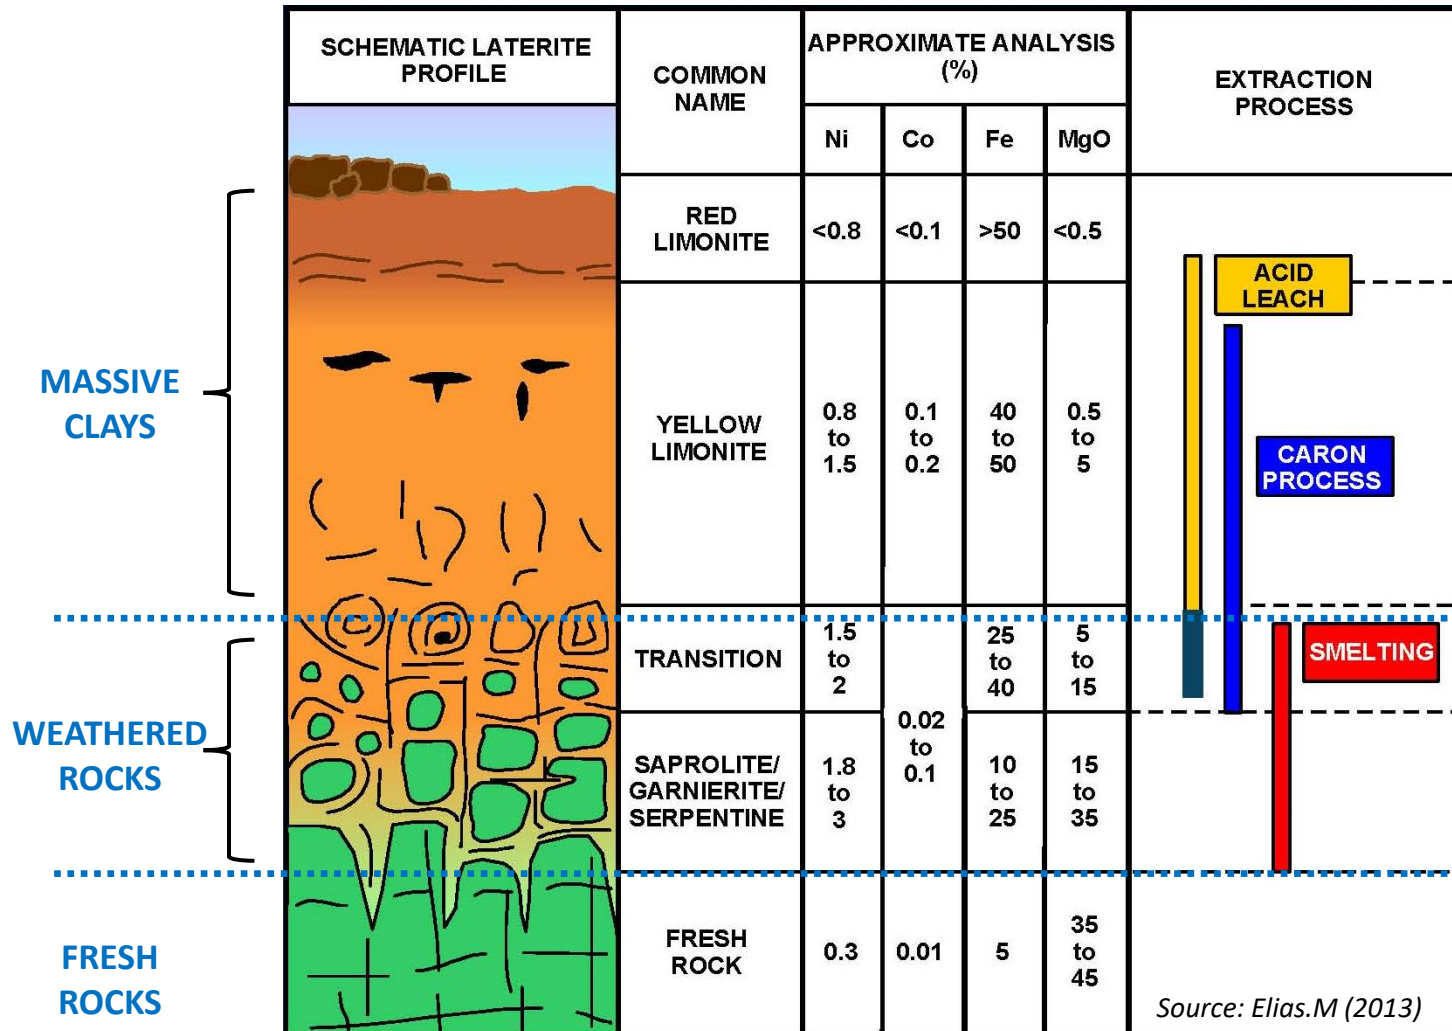 SCHEMATIC LATERITE
PROFILE
COMMON
NAME
APPROXIMATE ANALYSIS
(%)
EXTRACTION
PROCESS
Ni
Co
Fe
MgO
RED
LIMONITE
<0.8
<0.1
>50
<0.5
ACID
LEACH
MASSIVE
CLAYS
YELLOW
LIMONITE
0.8
to
1.5
0.1
to
0.2
40
to
50
0.5
to
5
CARON
PROCESS
TRANSITION
1.5
to
2
25
to
40
5
to
15
SMELTING
WEATHERED
ROCKS
0.02
to
0.1
SAPROLITE/
GARNIERITE/
SERPENTINE
1.8
to
3
10
to
25
15
to
35
FRESH
ROCKS
FRESH
ROCK
0.3
0.01
5
35
to
45
Source: Elias.M (2013)